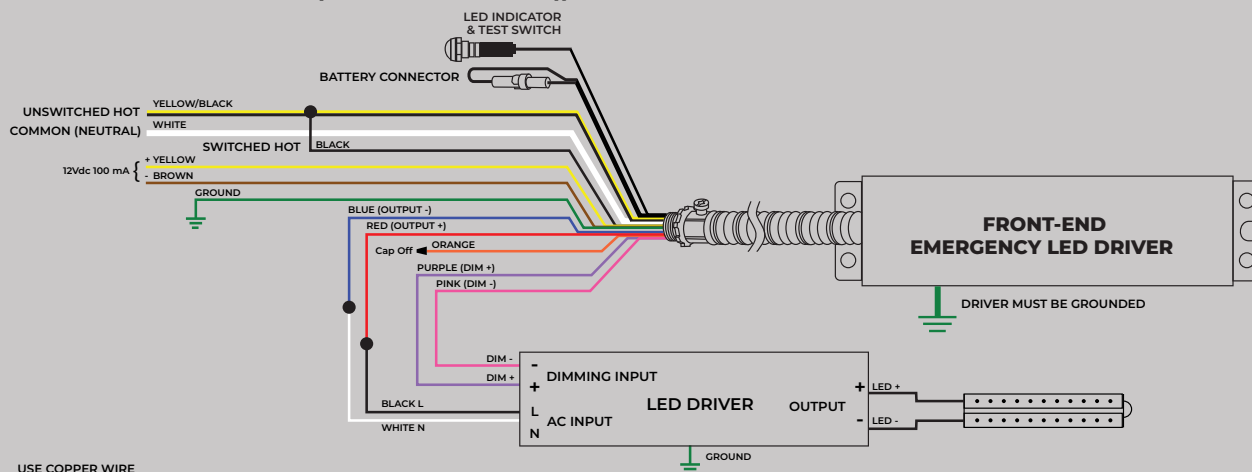 LED INDICATOR
& TEST SWITCH
BATTERY CONNECTOR
UNSWITCHED HOT
YELLOW/BLACK
COMMON (NEUTRAL)
WHITE
SWITCHED HOT
BLACK
12Vdc 100 mA {
+ YELLOW
- BROWN
GROUND
BLUE (OUTPUT -)
RED (OUTPUT +)
Cap Off
ORANGE
PURPLE (DIM +)
PINK (DIM -)
FRONT-END
EMERGENCY LED DRIVER
DRIVER MUST BE GROUNDED
DIM -
-
DIMMING INPUT
DIM +
+
BLACK L
L
AC INPUT
WHITE N
N
LED DRIVER
OUTPUT
+
LED +
-
LED -
GROUND
USE COPPER WIRE